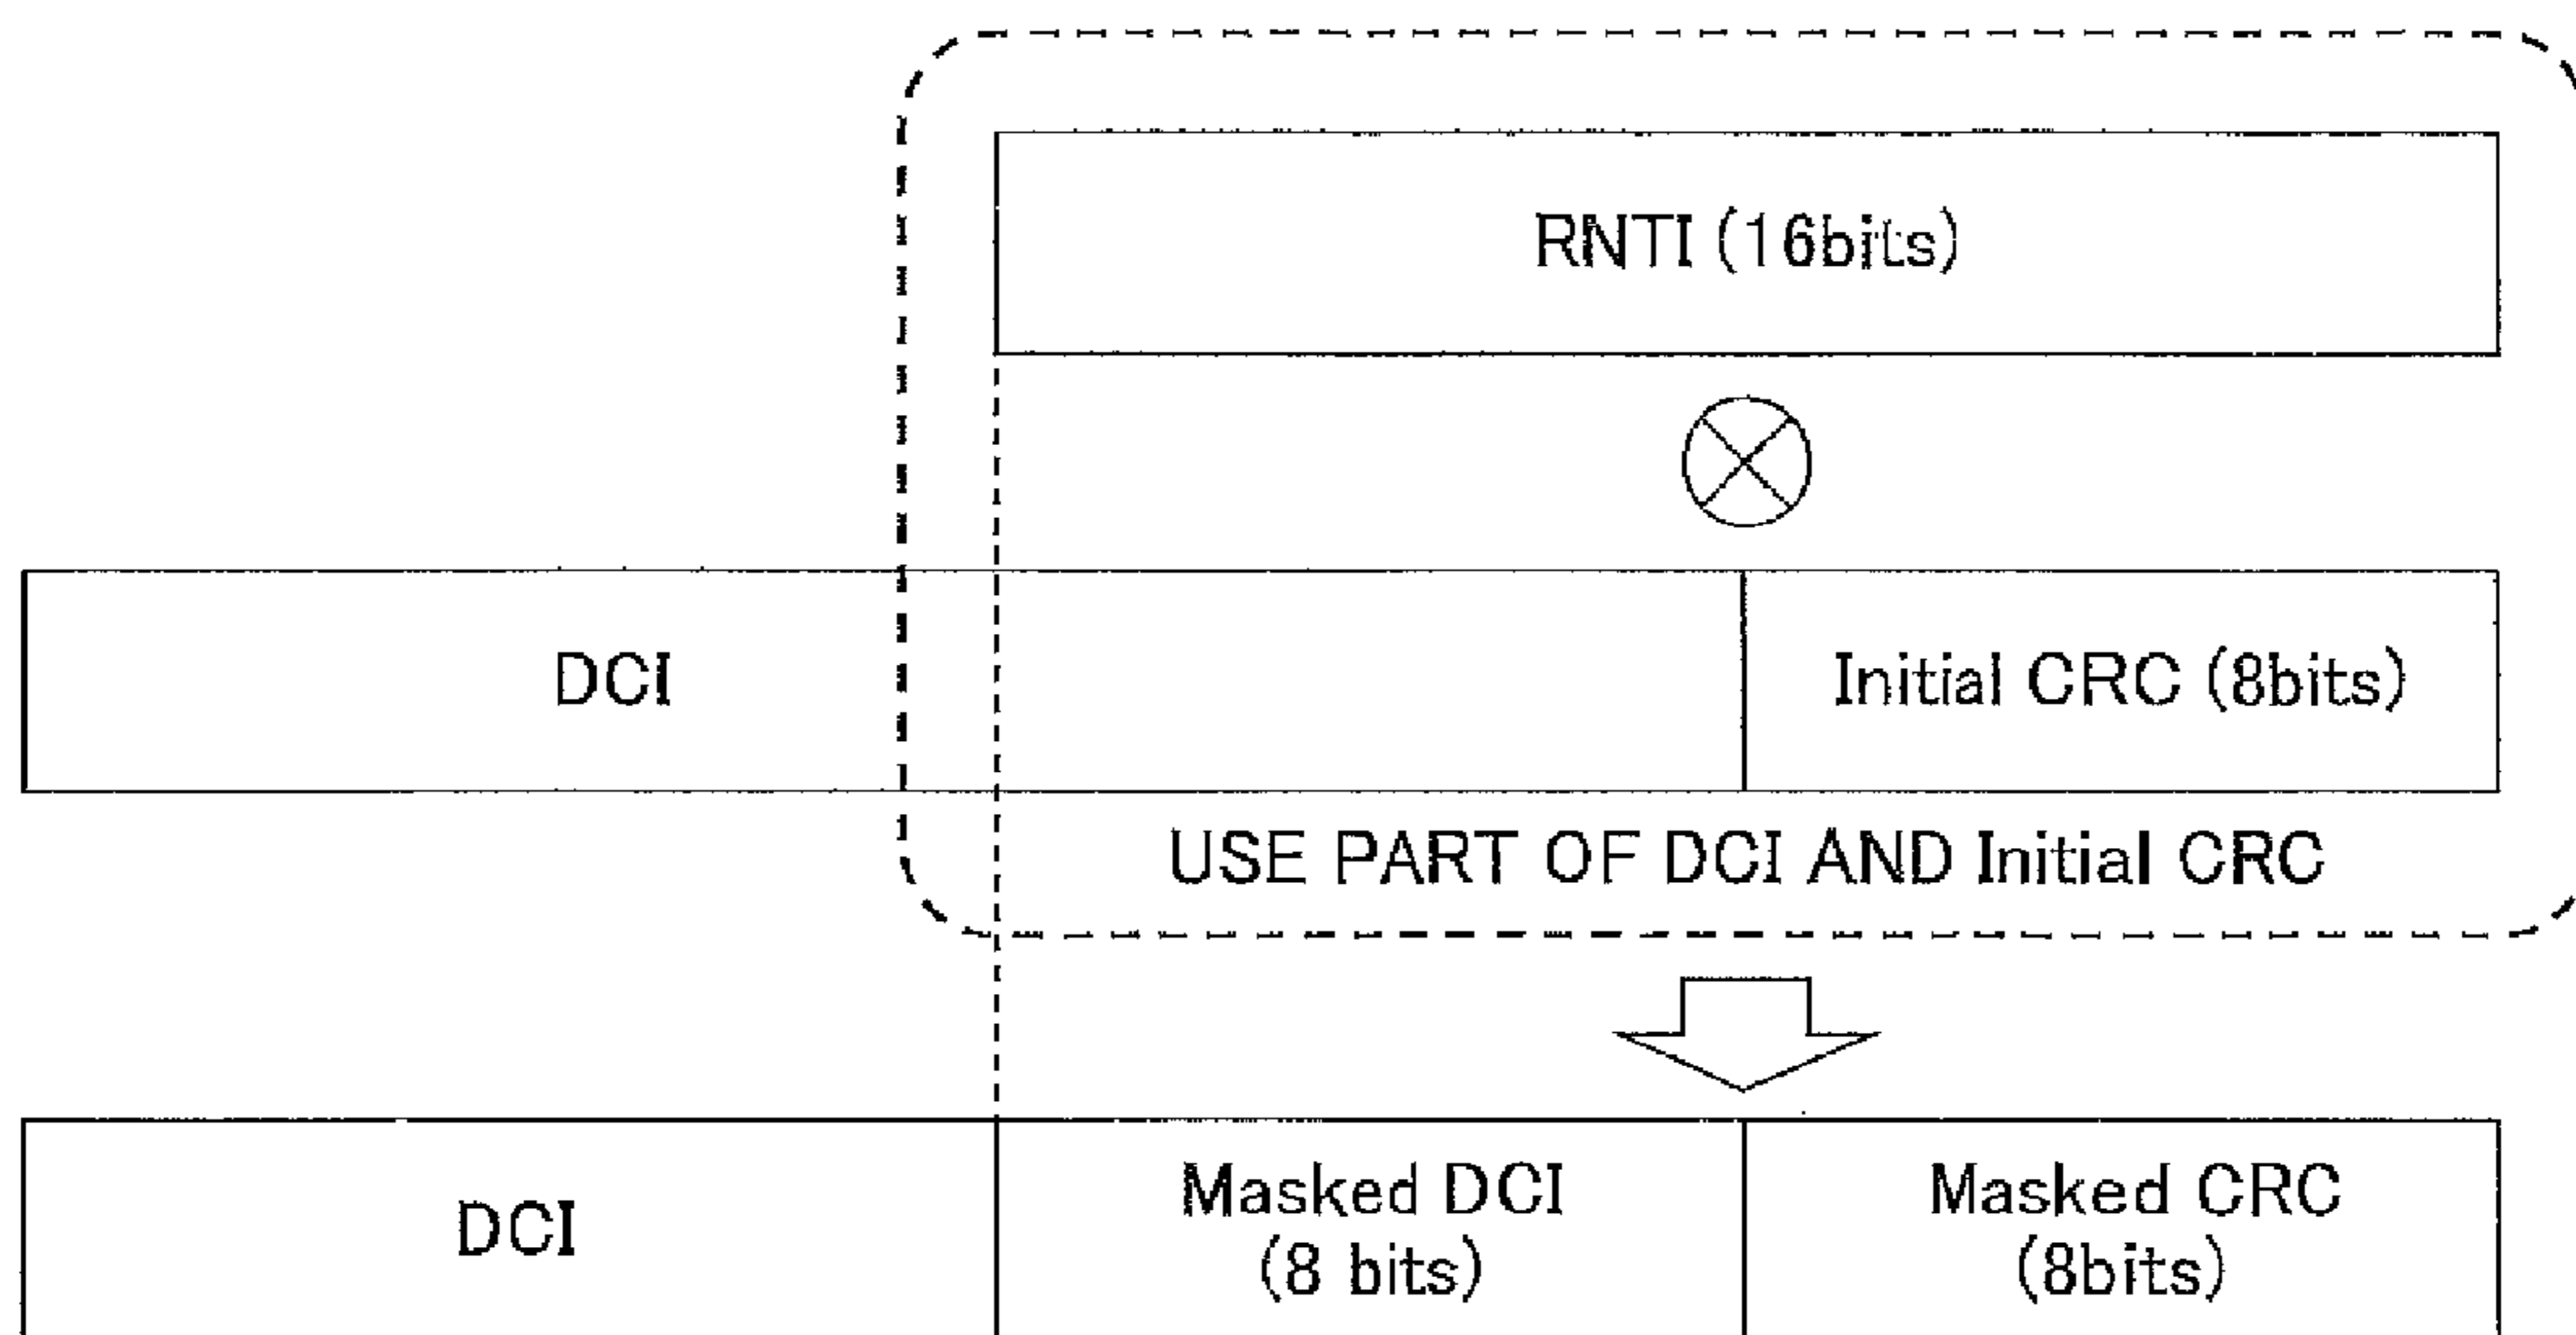 RNTI (16bits)
DCI
Initial CRC (8bits)
USE PART OF DCI AND Initial CRC
DCI
Masked DCI
(8 bits)
Masked CRC
(8bits)